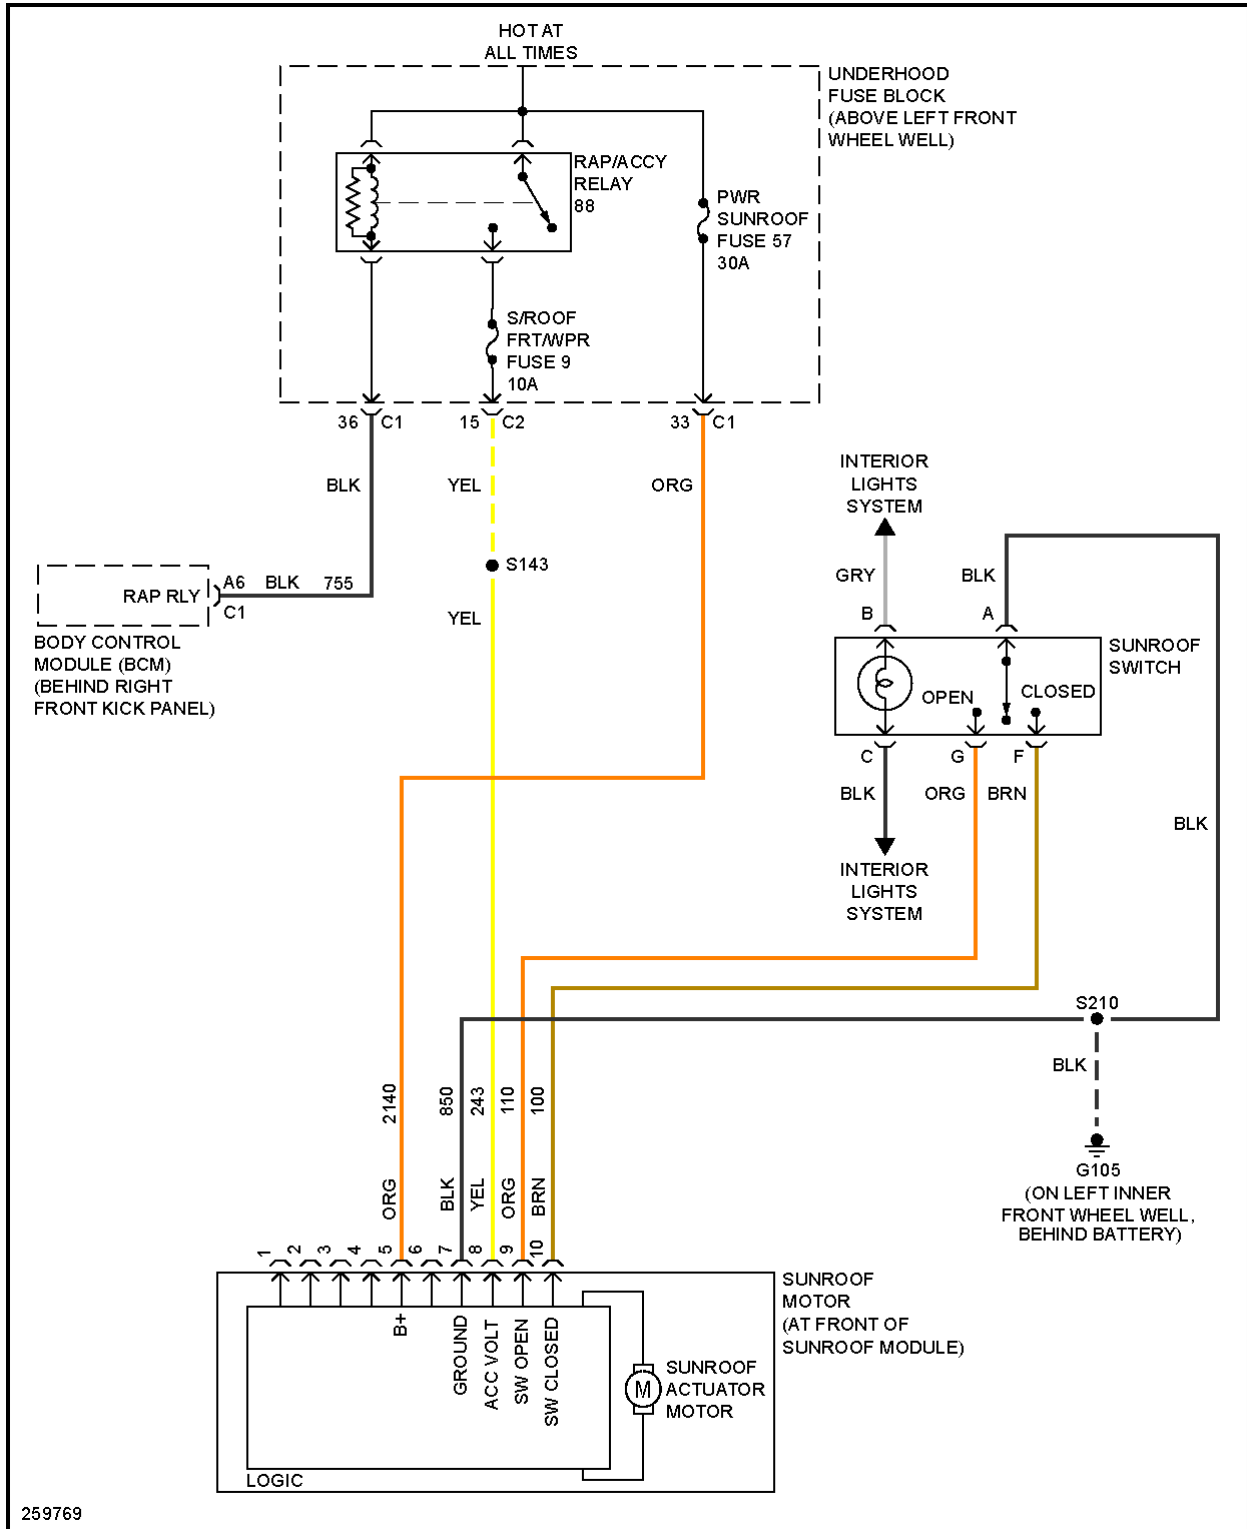 HOT AT
ALL TIMES
UNDERHOOD
FUSE BLOCK
(ABOVE LEFT FRONT
WHEEL WELL)
RAP/ACCY
RELAY
88
PWR
SUNROOF
FUSE 57
30A
S/ROOF
FRT/WPR
FUSE 9
10A
36 C1
15 C2
33 C1
BLK
YEL
ORG
INTERIOR
LIGHTS
SYSTEM
S143
GRY
BLK
RAP RLY
A6 BLK 755
C1
B
A
YEL
BODY CONTROL
MODULE (BCM)
(BEHIND RIGHT
FRONT KICK PANEL)
SUNROOF
SWITCH
OPEN
CLOSED
C
G
F
BLK
ORG
BRN
BLK
INTERIOR
LIGHTS
SYSTEM
S210
BLK
G105
(ON LEFT INNER
FRONT WHEEL WELL,
BEHIND BATTERY)
2140
850
243
110
100
ORG
BLK
YEL
ORG
BRN
1
2
3
4
5
6
7
8
9
10
SUNROOF
MOTOR
(AT FRONT OF
SUNROOF MODULE)
B+
GROUND
ACC VOLT
SW OPEN
SW CLOSED
M
SUNROOF
ACTUATOR
MOTOR
LOGIC
259769